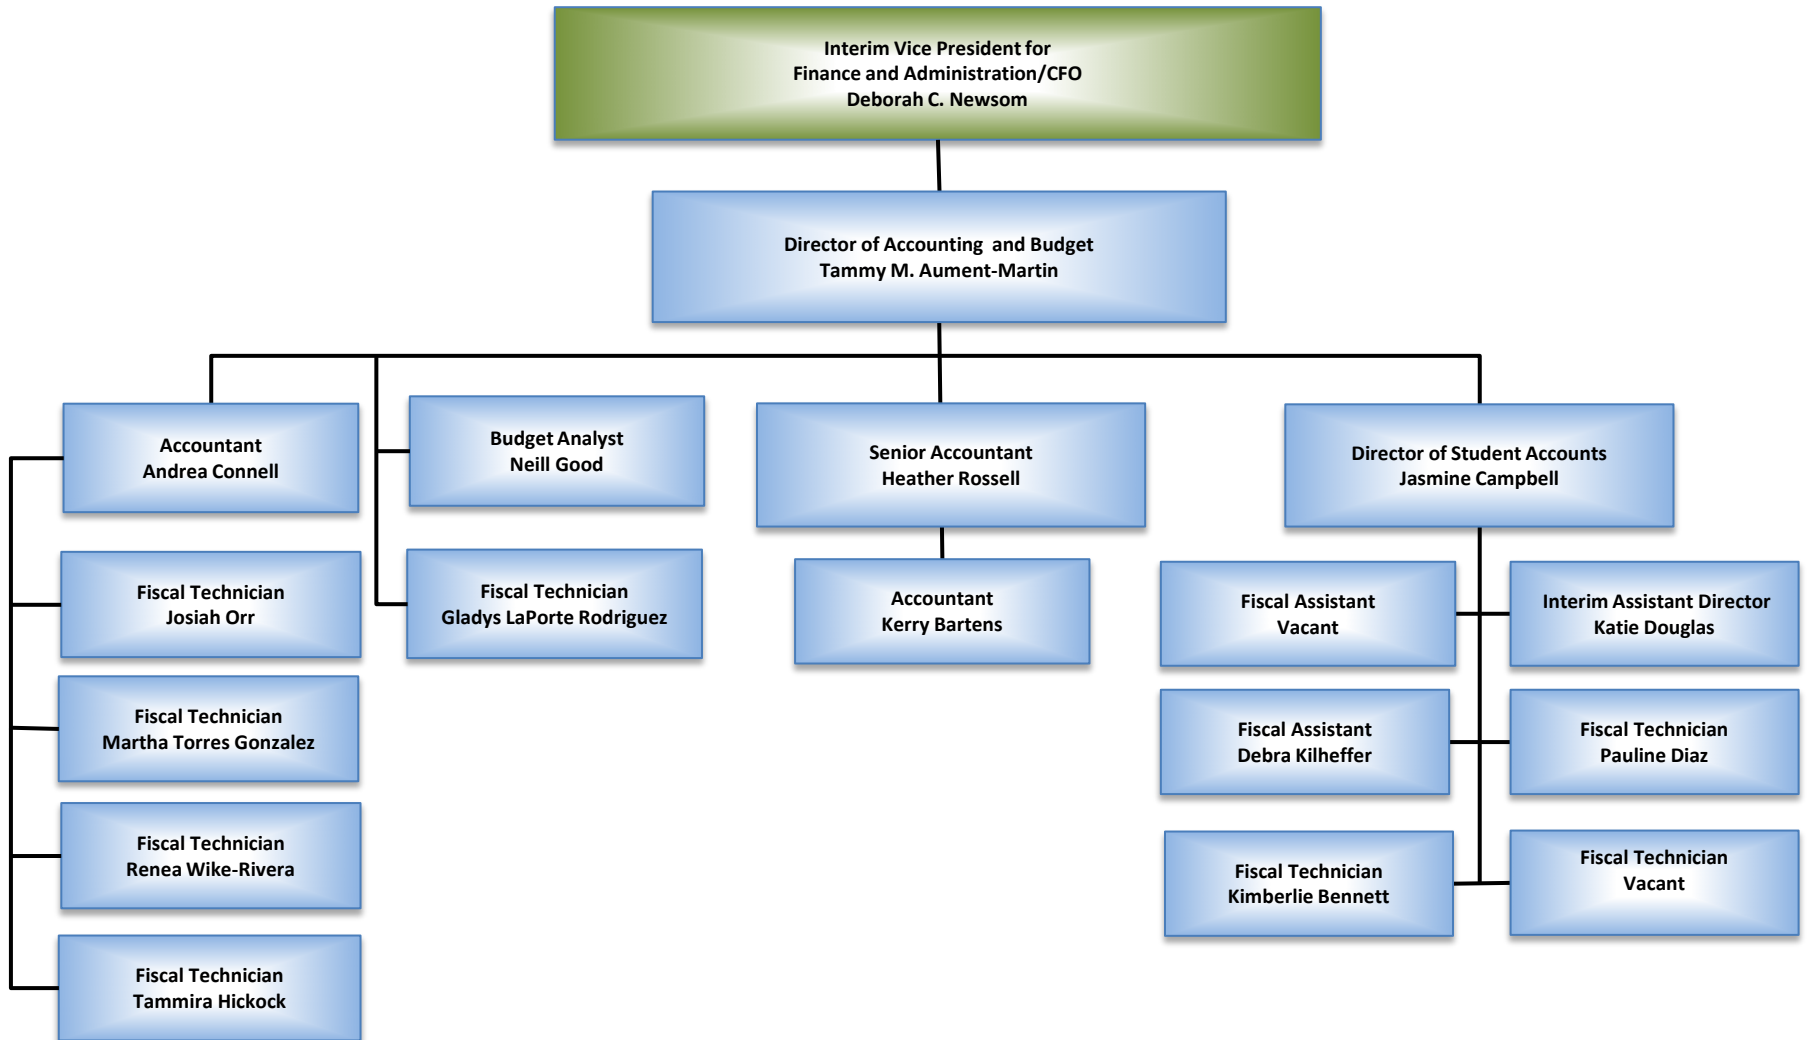 Interim Vice President for
Finance and Administration/CFO
Deborah C. Newsom
Director of Accounting and Budget
Tammy M. Aument-Martin
Accountant
Andrea Connell
Budget Analyst
Neill Good
Senior Accountant
Heather Rossell
Director of Student Accounts
Jasmine Campbell
Fiscal Technician
Josiah Orr
Fiscal Technician
Gladys LaPorte Rodriguez
Accountant
Kerry Bartens
Fiscal Assistant
Vacant
Interim Assistant Director
Katie Douglas
Fiscal Technician
Martha Torres Gonzalez
Fiscal Assistant
Debra Kilheffer
Fiscal Technician
Pauline Diaz
Fiscal Technician
Renea Wike-Rivera
Fiscal Technician
Kimberlie Bennett
Fiscal Technician
Vacant
Fiscal Technician
Tammira Hickock